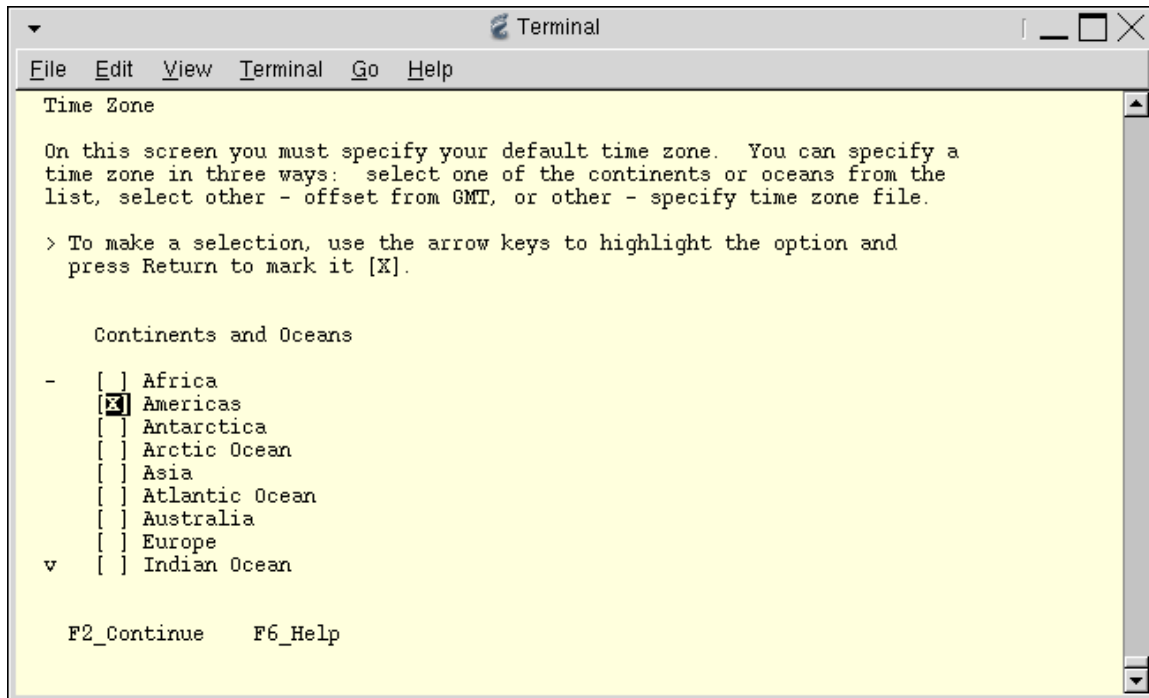 Terminal
File Edit View Terminal Go Help
Time Zone
On this screen you must specify your default time zone.  You can specify a
time zone in three ways:  select one of the continents or oceans from the
list, select other - offset from GMT, or other - specify time zone file.
> To make a selection, use the arrow keys to highlight the option and
press Return to mark it [X].
Continents and Oceans
- [ ] Africa
[X] Americas
[ ] Antarctica
[ ] Arctic Ocean
[ ] Asia
[ ] Atlantic Ocean
[ ] Australia
[ ] Europe
v [ ] Indian Ocean
F2_Continue F6_Help